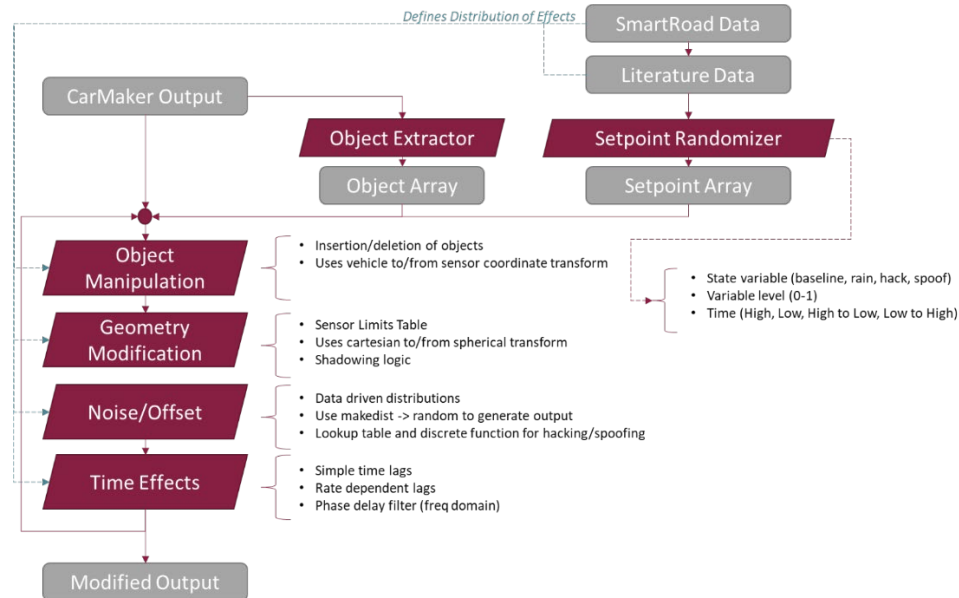 Defines Distribution of Effects
SmartRoad Data
Literature Data
CarMaker Output
Object Extractor
Setpoint Randomizer
Object Array
Setpoint Array
Object
Manipulation
• Insertion/deletion of objects
• Uses vehicle to/from sensor coordinate transform
• State variable (baseline, rain, hack, spoof)
• Variable level (0-1)
• Time (High, Low, High to Low, Low to High)
Geometry
Modification
• Sensor Limits Table
• Uses cartesian to/from spherical transform
• Shadowing logic
Noise/Offset
• Data driven distributions
• Use makedist -> random to generate output
• Lookup table and discrete function for hacking/spoofing
Time Effects
• Simple time lags
• Rate dependent lags
• Phase delay filter (freq domain)
Modified Output